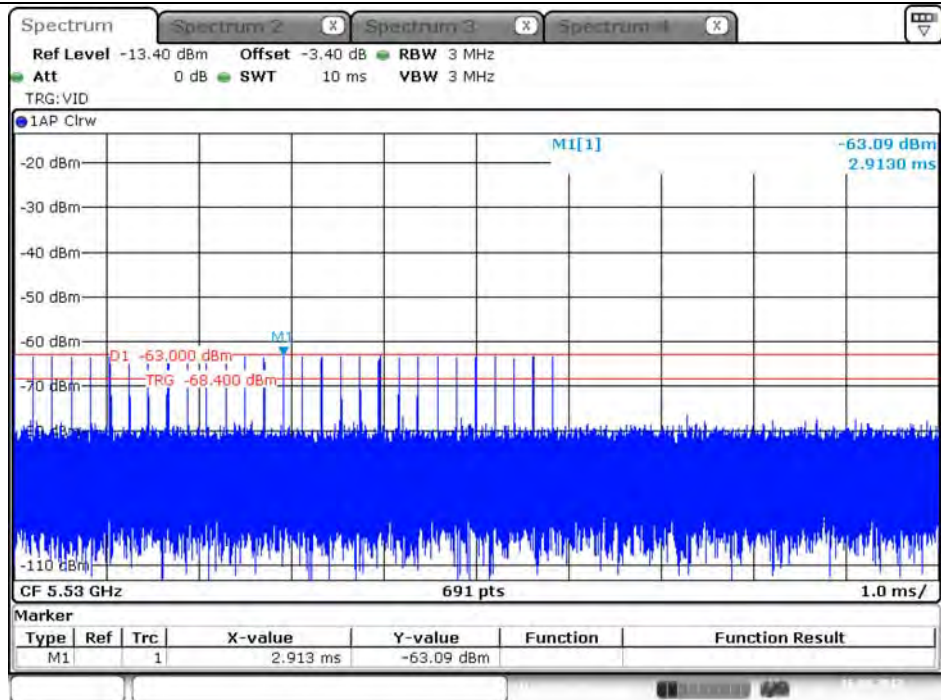 Spectrum Spectrum 2 X Spectrum 3 X Spectrum 4 X
Ref Level -13.40 dBm Offset -3.40 dB RBW 3 MHz
Att 0 dB SWT 10 ms VBW 3 MHz
TRG:VID
1AP Clrw
M1[1] -63.09 dBm
2.9130 ms
-20 dBm
-30 dBm
-40 dBm
-50 dBm
-60 dBm
M1
D1 -63.000 dBm
TRG -68.400 dBm
-70 dBm
-110 dBm
CF 5.53 GHz 691 pts 1.0 ms/
Marker
Type Ref Trc X-value Y-value Function Function Result
M1 1 2.913 ms -63.09 dBm